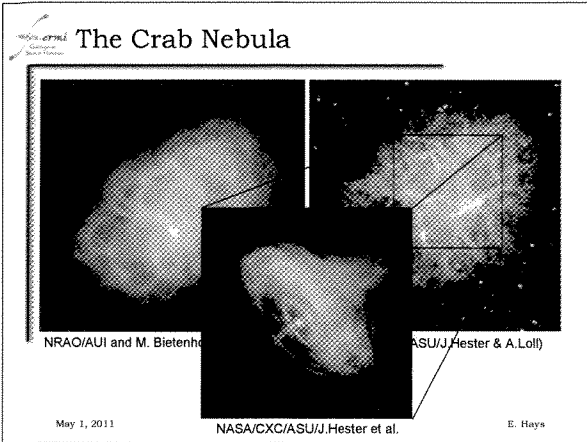 The Crab Nebula
NRAO/AUI and M. Bietenho
ASU/J.Hester & A.Loll)
NASA/CXC/ASU/J.Hester et al.
May 1, 2011
E. Hays